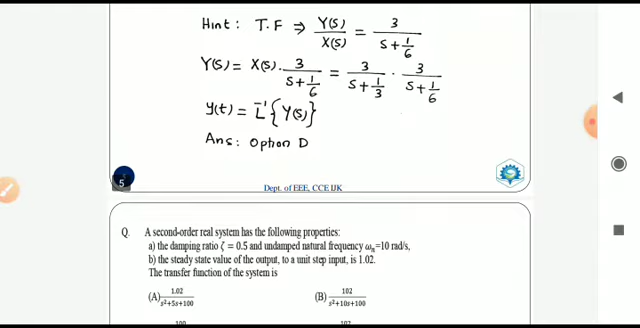 Hint: T.F ⇒ Y(s)/X(s) = 3/(s+1/6)
Y(s) = X(s) · 3/(s+1/6) = 3/(s+1/3) · 3/(s+1/6)
y(t) = L⁻¹{Y(s)}
Ans: Option D
5
Dept. of EEE, CCE IJK
Q. A second-order real system has the following properties:
a) the damping ratio ζ = 0.5 and undamped natural frequency ωₙ=10 rad/s,
b) the steady state value of the output, to a unit step input, is 1.02.
The transfer function of the system is
(A) 1.02/(s²+5s+100) (B) 102/(s²+10s+100)
100 102